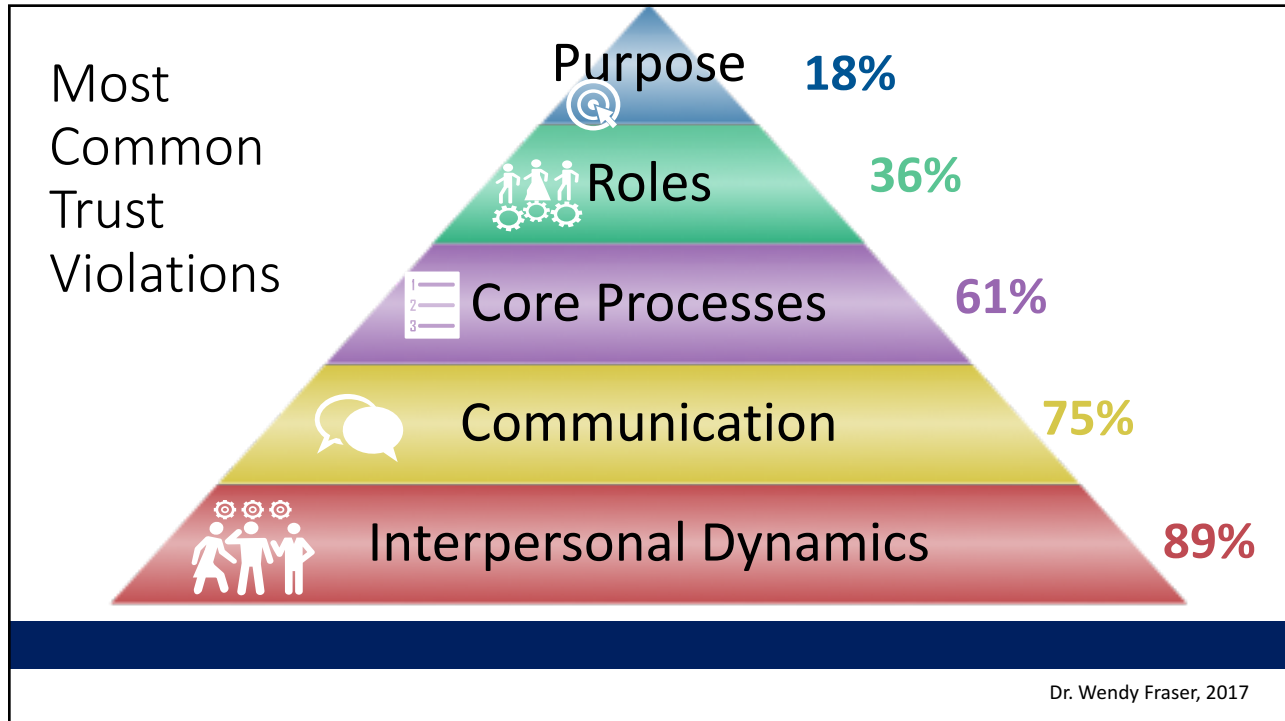 Most
Common
Trust
Violations
Purpose
18%
Roles
36%
1
2
3
Core Processes
61%
Communication
75%
Interpersonal Dynamics
89%
Dr. Wendy Fraser, 2017